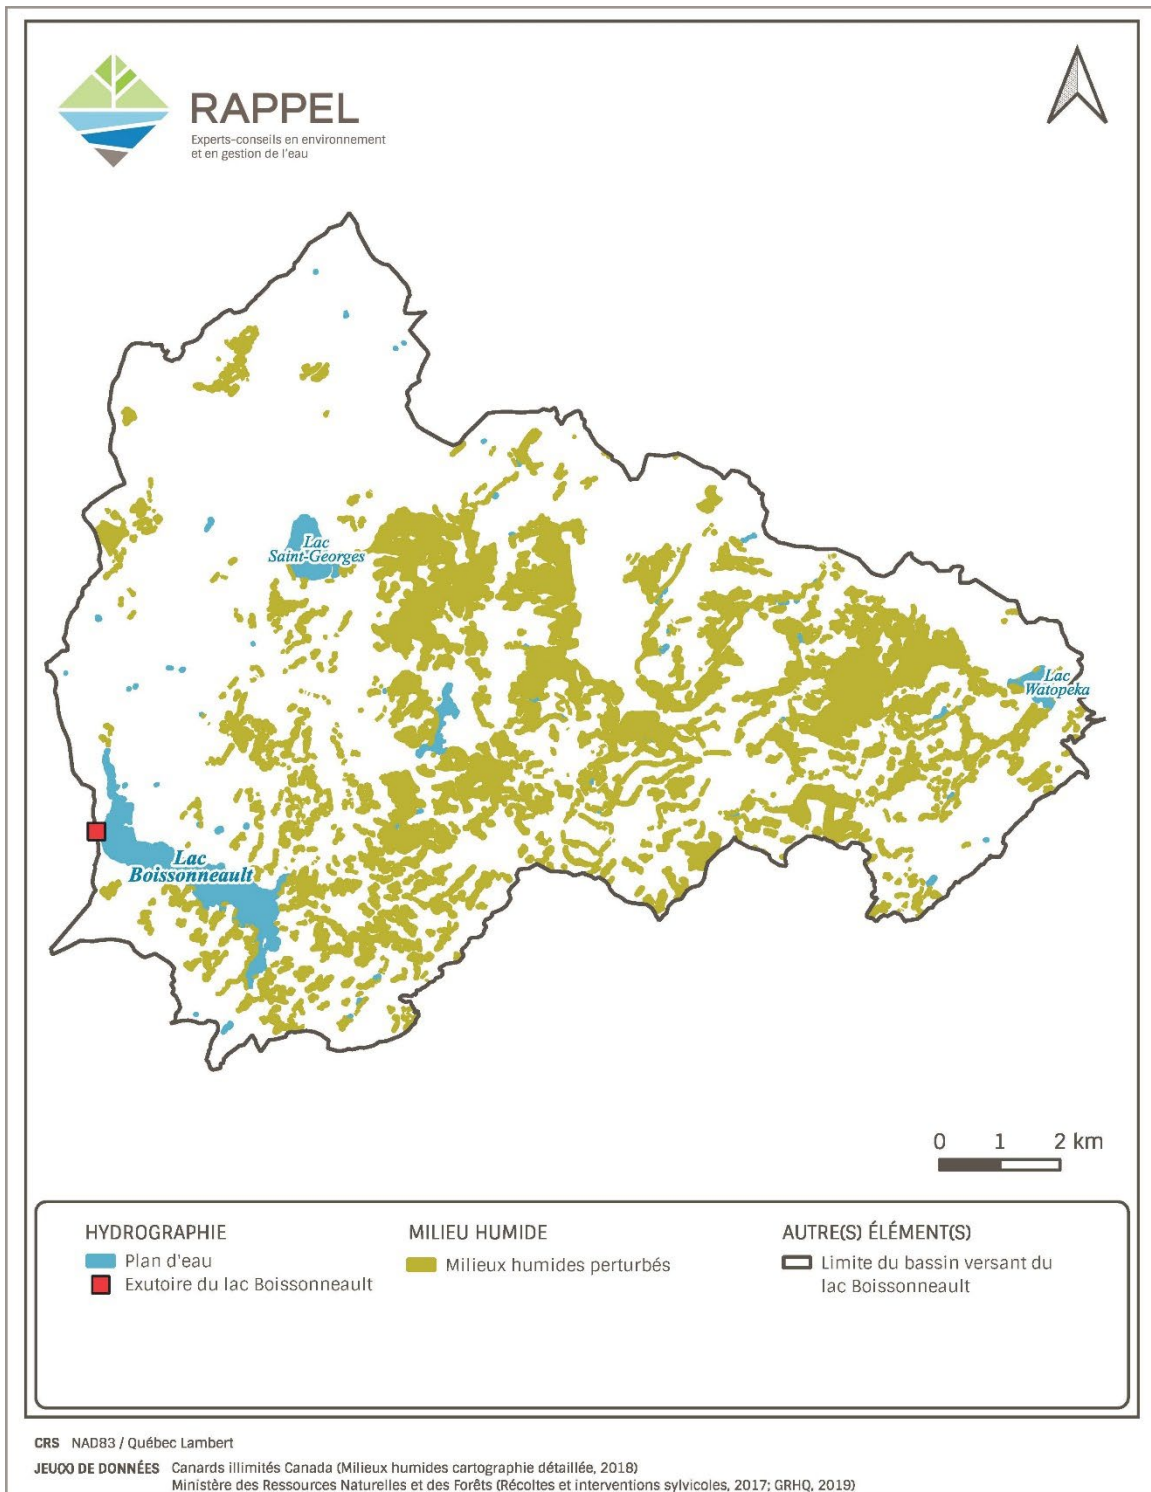 RAPPEL
Experts-conseils en environnement
et en gestion de l'eau
Lac
Saint-Georges
Lac
Watopeka
Lac
Boissonneault
0 1 2 km
HYDROGRAPHIE
Plan d'eau
Exutoire du lac Boissonneault
MILIEU HUMIDE
Milieux humides perturbés
AUTRE(S) ÉLÉMENT(S)
Limite du bassin versant du
lac Boissonneault
CRS NAD83 / Québec Lambert
JEU(X) DE DONNÉES Canards illimités Canada (Milieux humides cartographie détaillée, 2018)
Ministère des Ressources Naturelles et des Forêts (Récoltes et interventions sylvicoles, 2017; GRHQ, 2019)